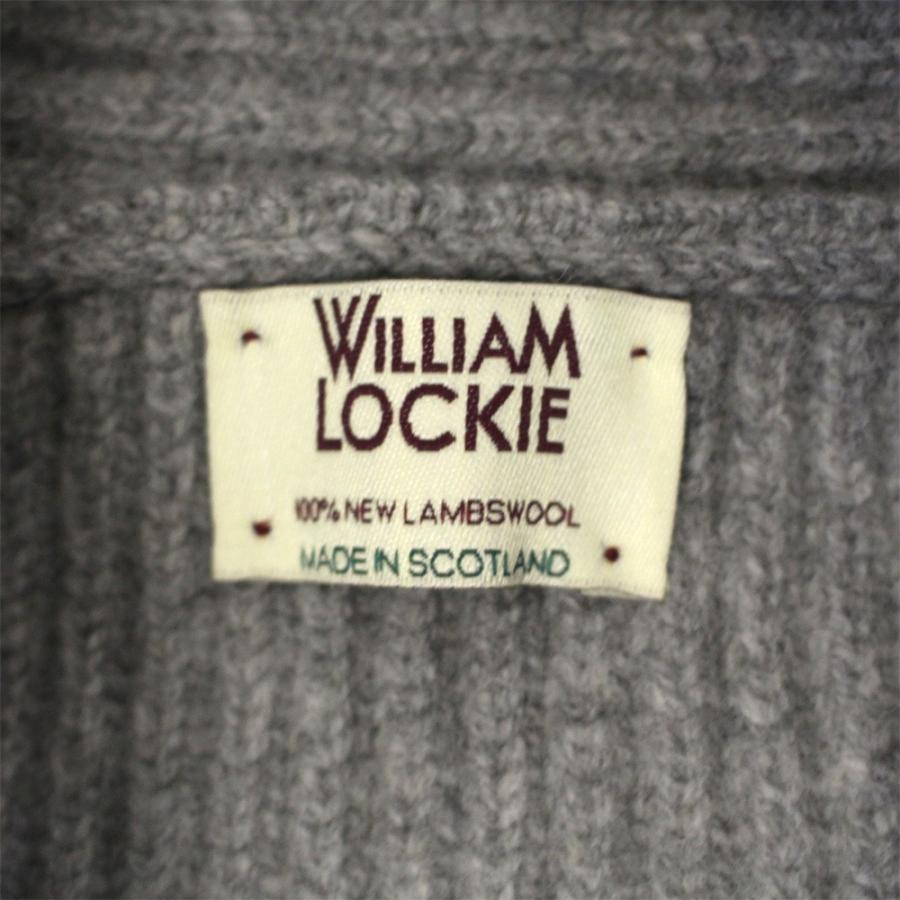 WILLIAM
LOCKIE
100% NEW LAMBSWOOL
MADE IN SCOTLAND